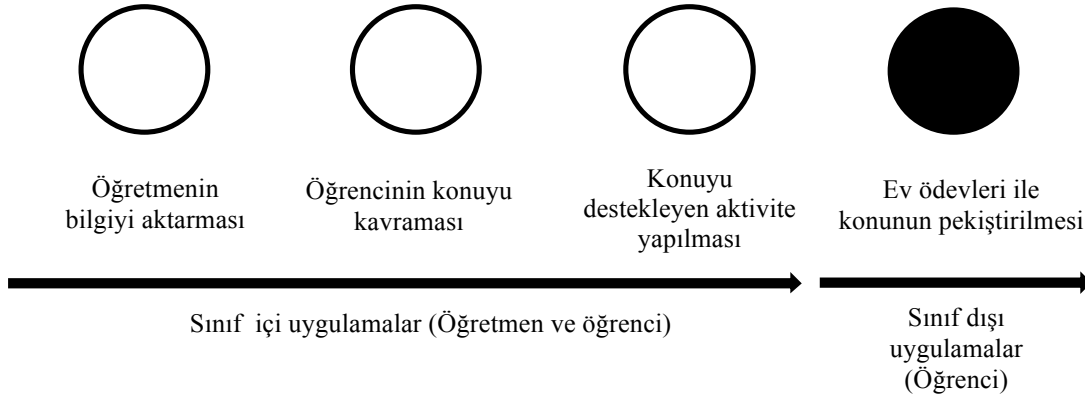 Öğretmenin
bilgiyi aktarması
Öğrencinin konuyu
kavraması
Konuyu
destekleyen aktivite
yapılması
Ev ödevleri ile
konunun pekiştirilmesi
Sınıf içi uygulamalar (Öğretmen ve öğrenci)
Sınıf dışı
uygulamalar
(Öğrenci)